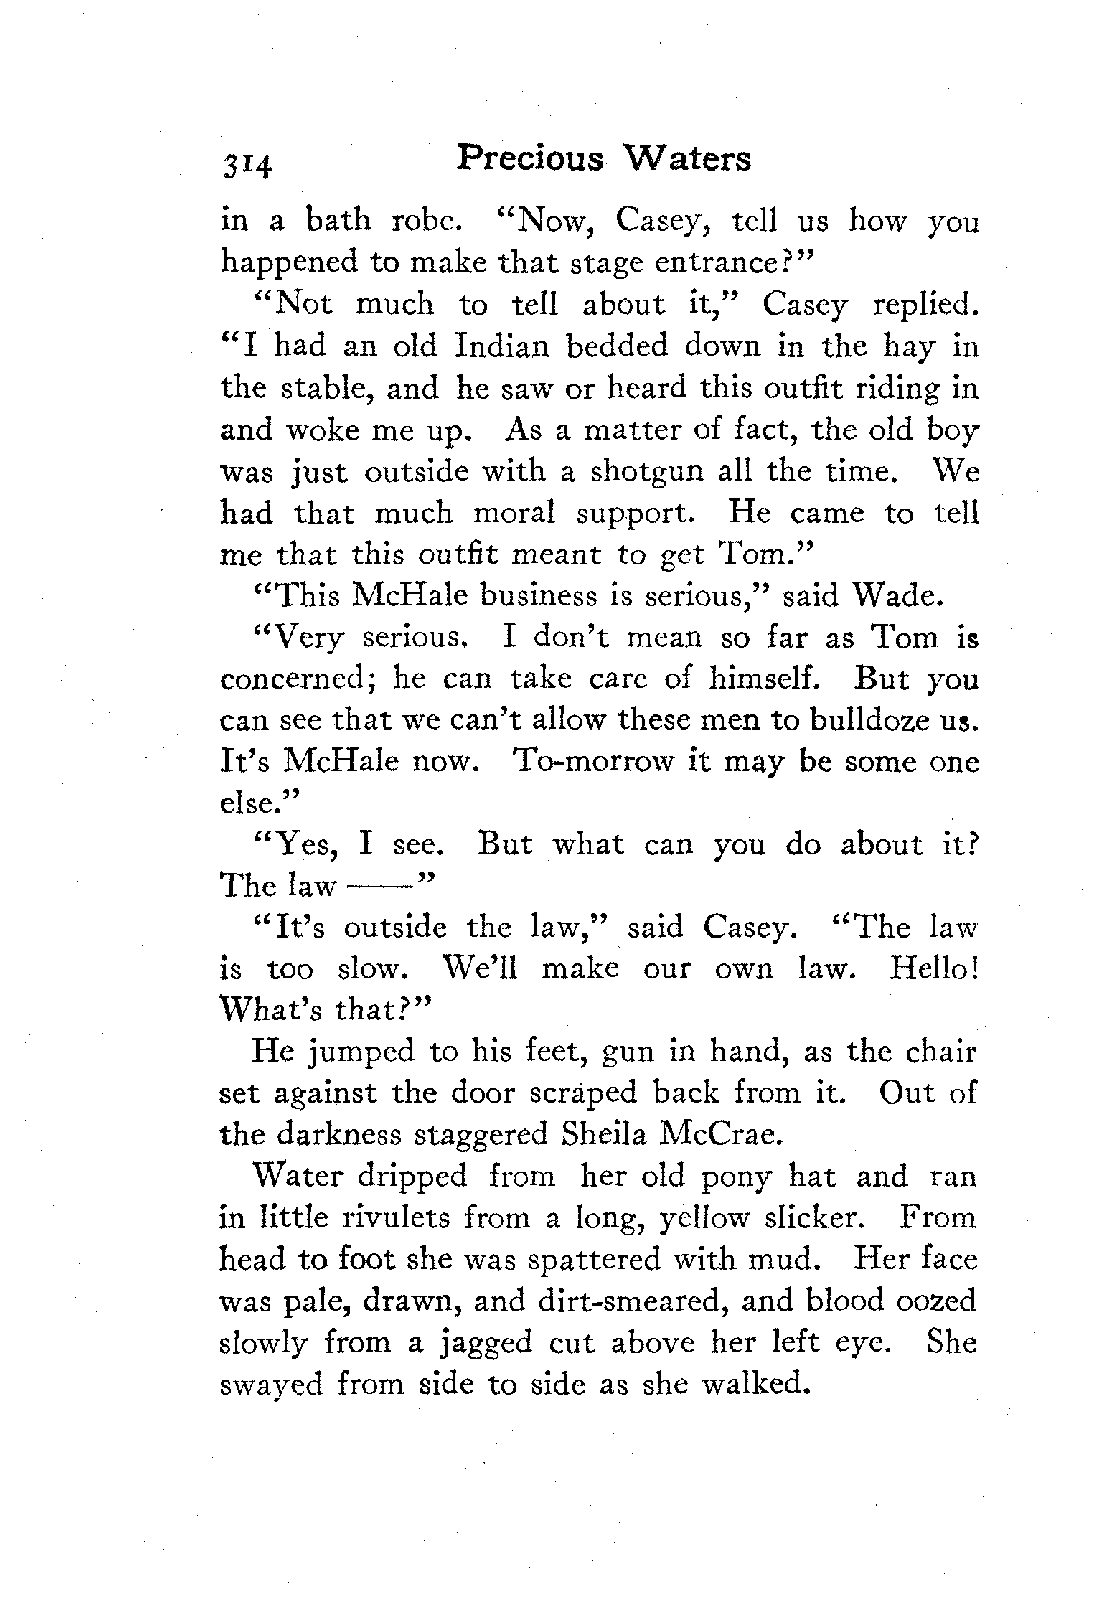 314 Precious Waters
in a bath robe. “Now, Casey, tell us how you
happened to make that stage entrance?”
“Not much to tell about it,” Casey replied.
“I had an old Indian bedded down in the hay in
the stable, and he saw or heard this outfit riding in
and woke me up. As a matter of fact, the old boy
was just outside with a shotgun all the time. We
had that much moral support. He came to tell
me that this outfit meant to get Tom.”
“This McHale business is serious,” said Wade.
“Very serious. I don’t mean so far as Tom is
concerned; he can take care of himself. But you
can see that we can’t allow these men to bulldoze us.
It’s McHale now. To-morrow it may be some one
else.”
“Yes, I see. But what can you do about it?
The law ——”
“It’s outside the law,” said Casey. “The law
is too slow. We’ll make our own law. Hello!
What’s that?”
He jumped to his feet, gun in hand, as the chair
set against the door scraped back from it. Out of
the darkness staggered Sheila McCrae.
Water dripped from her old pony hat and ran
in little rivulets from a long, yellow slicker. From
head to foot she was spattered with mud. Her face
was pale, drawn, and dirt-smeared, and blood oozed
slowly from a jagged cut above her left eye. She
swayed from side to side as she walked.